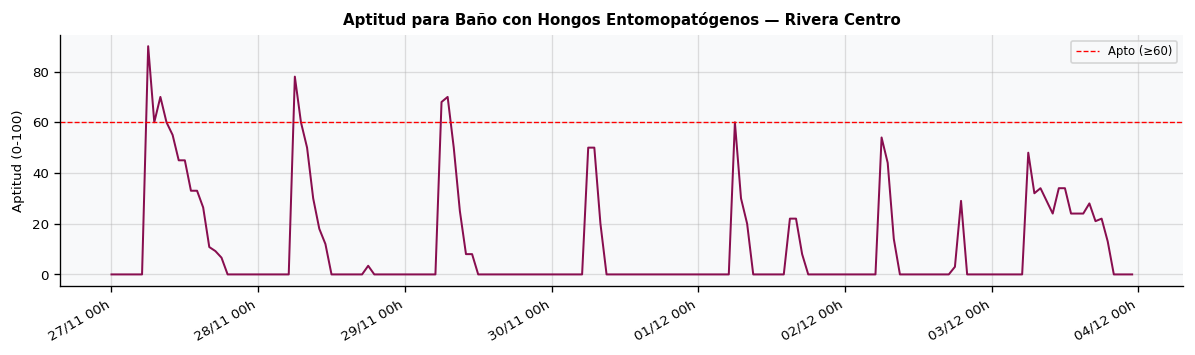 Aptitud para Baño con Hongos Entomopatógenos — Rivera Centro
Apto (≥60)
Aptitud (0-100)
80
60
40
20
0
27/11 00h
28/11 00h
29/11 00h
30/11 00h
01/12 00h
02/12 00h
03/12 00h
04/12 00h